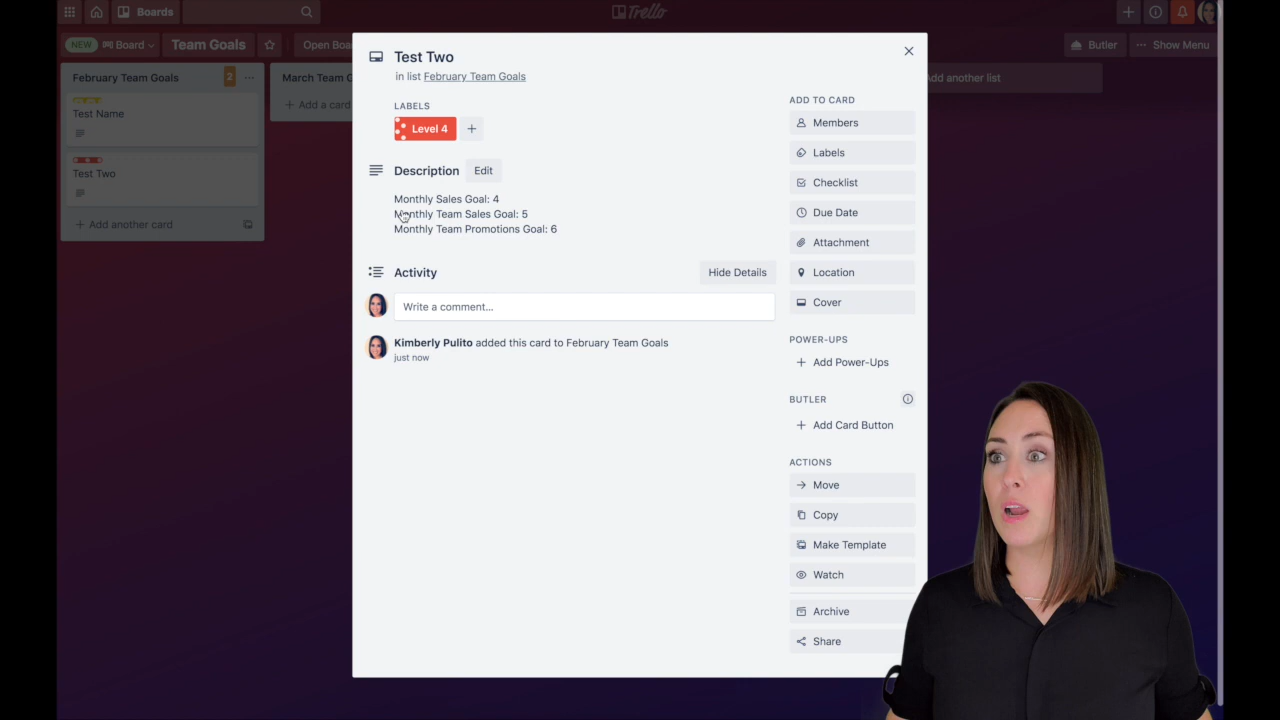 Boards
Trello
NEW Board
Team Goals
Open Boa
Butler
Show Menu
February Team Goals
2
Test Name
Test Two
Add another card
March Team G
Add a card
Add another list
Test Two
in list February Team Goals
LABELS
Level 4
Description
Edit
Monthly Sales Goal: 4
Monthly Team Sales Goal: 5
Monthly Team Promotions Goal: 6
Activity
Hide Details
Write a comment...
Kimberly Pulito added this card to February Team Goals
just now
ADD TO CARD
Members
Labels
Checklist
Due Date
Attachment
Location
Cover
POWER-UPS
Add Power-Ups
BUTLER
Add Card Button
ACTIONS
Move
Copy
Make Template
Watch
Archive
Share